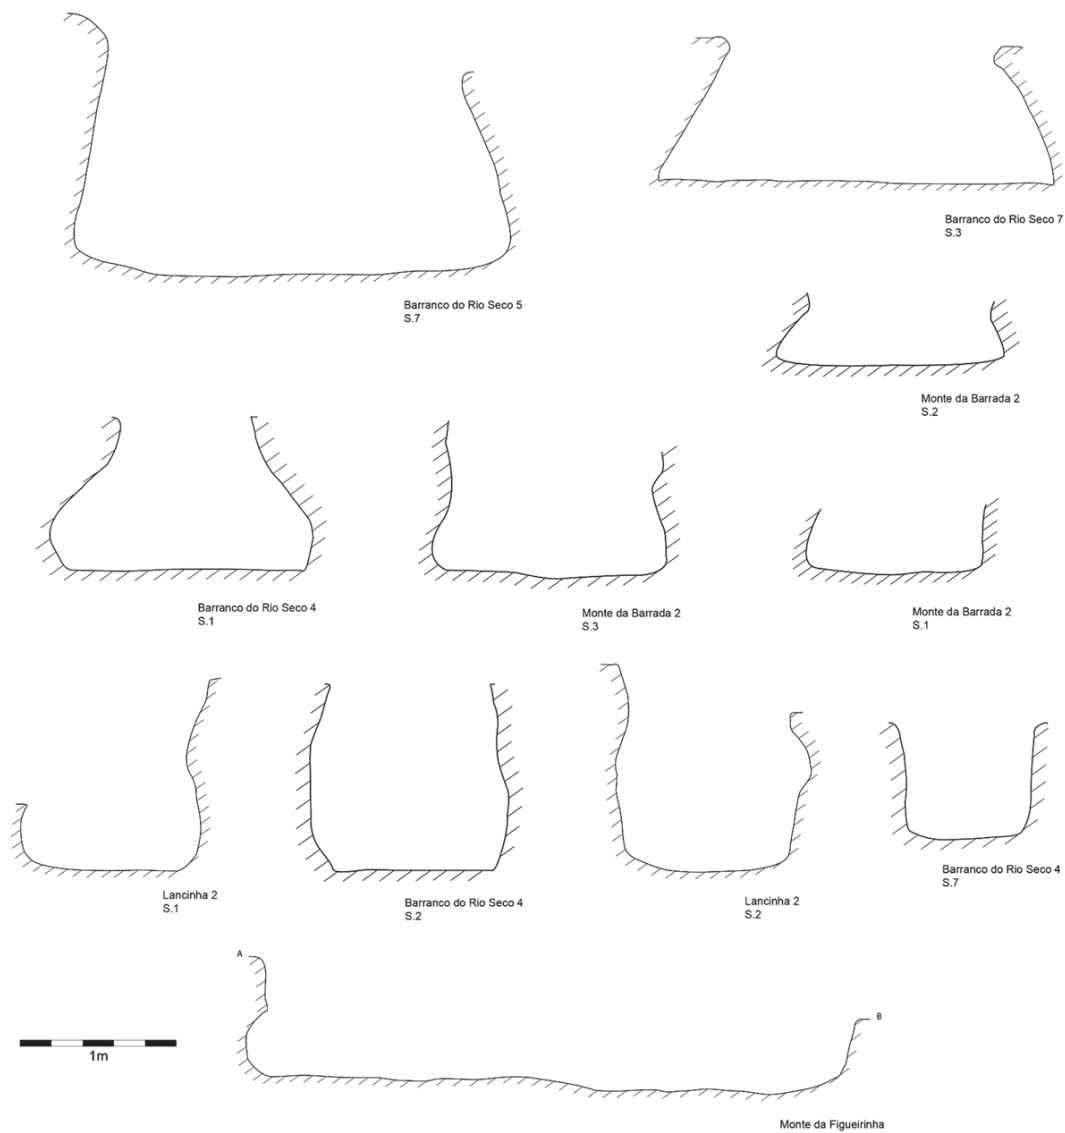 Barranco do Rio Seco 7
S.3
Barranco do Rio Seco 5
S.7
Monte da Barrada 2
S.2
Barranco do Rio Seco 4
S.1
Monte da Barrada 2
S.3
Monte da Barrada 2
S.1
Lancinha 2
S.1
Barranco do Rio Seco 4
S.2
Lancinha 2
S.2
Barranco do Rio Seco 4
S.7
A
B
1m
Monte da Figueirinha